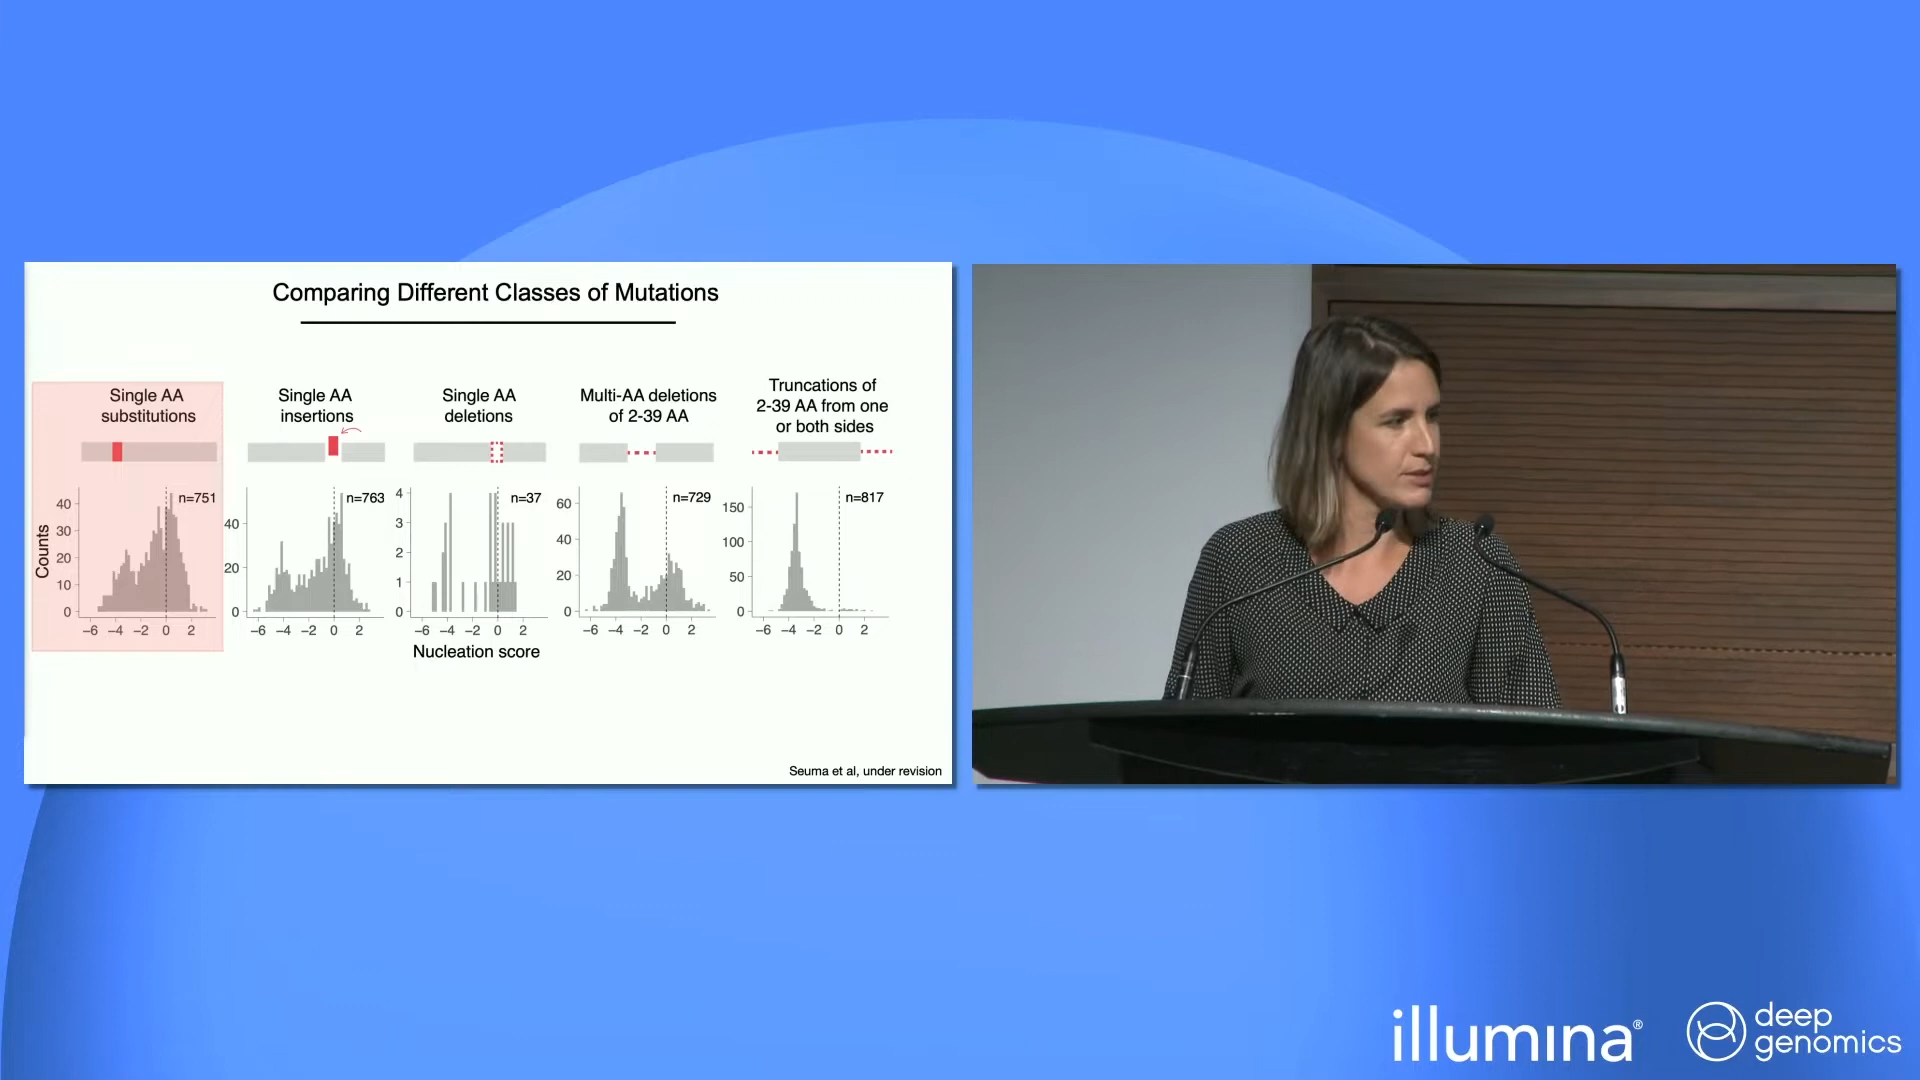 Comparing Different Classes of Mutations
Single AA
substitutions
Single AA
insertions
Single AA
deletions
Multi-AA deletions
of 2-39 AA
Truncations of
2-39 AA from one
or both sides
Counts
n=751
40
30
20
10
0
−6 −4 −2 0 2
n=763
40
20
0
−6 −4 −2 0 2
n=37
4
3
2
1
0
−6 −4 −2 0 2
n=729
60
40
20
0
−6 −4 −2 0 2
n=817
150
100
50
0
−6 −4 −2 0 2
Nucleation score
Seuma et al, under revision
illumına®
deep
genomics